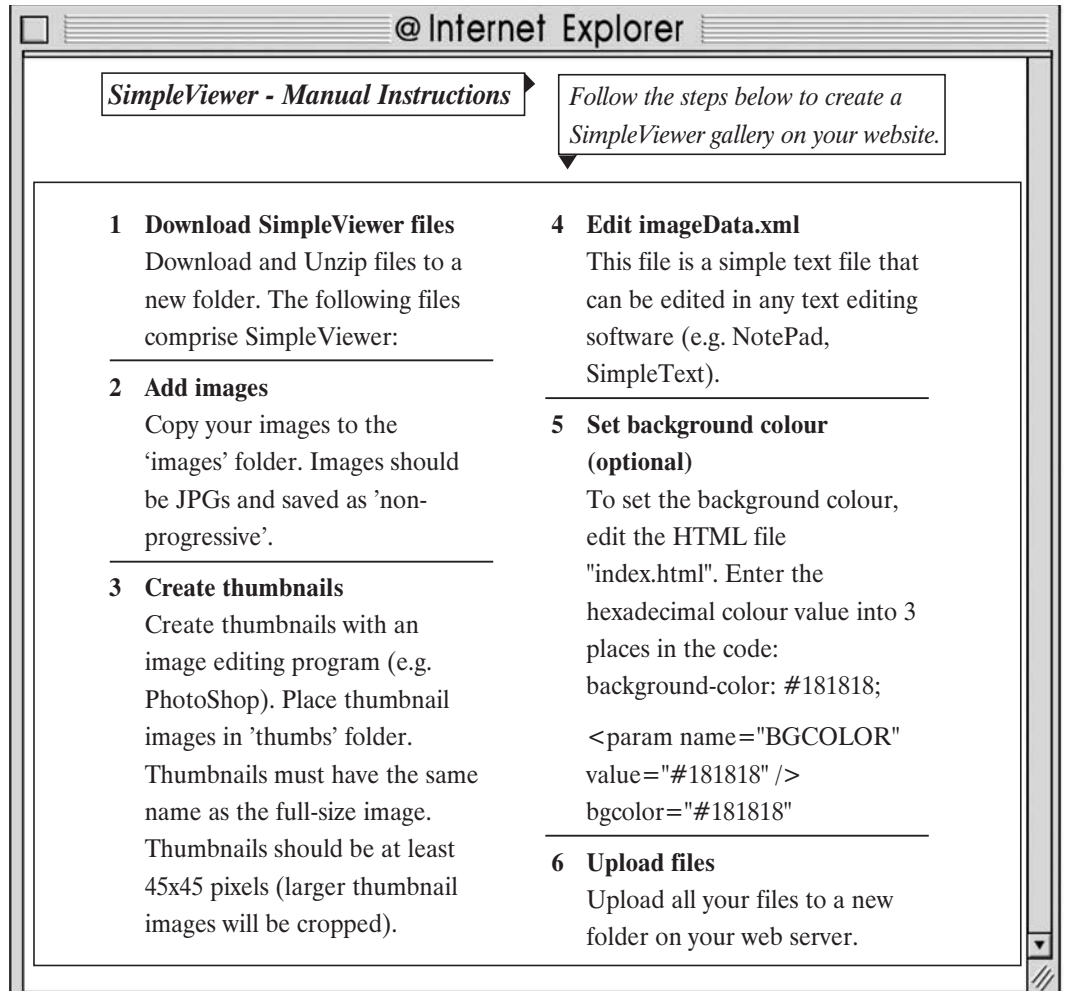 @ Internet Explorer
SimpleViewer - Manual Instructions
Follow the steps below to create a
SimpleViewer gallery on your website.
1 Download SimpleViewer files
Download and Unzip files to a
new folder. The following files
comprise SimpleViewer:
2 Add images
Copy your images to the
‘images’ folder. Images should
be JPGs and saved as ’non-
progressive’.
3 Create thumbnails
Create thumbnails with an
image editing program (e.g.
PhotoShop). Place thumbnail
images in ’thumbs’ folder.
Thumbnails must have the same
name as the full-size image.
Thumbnails should be at least
45x45 pixels (larger thumbnail
images will be cropped).
4 Edit imageData.xml
This file is a simple text file that
can be edited in any text editing
software (e.g. NotePad,
SimpleText).
5 Set background colour
(optional)
To set the background colour,
edit the HTML file
"index.html". Enter the
hexadecimal colour value into 3
places in the code:
background-color: #181818;
<param name="BGCOLOR"
value="#181818" />
bgcolor="#181818"
6 Upload files
Upload all your files to a new
folder on your web server.